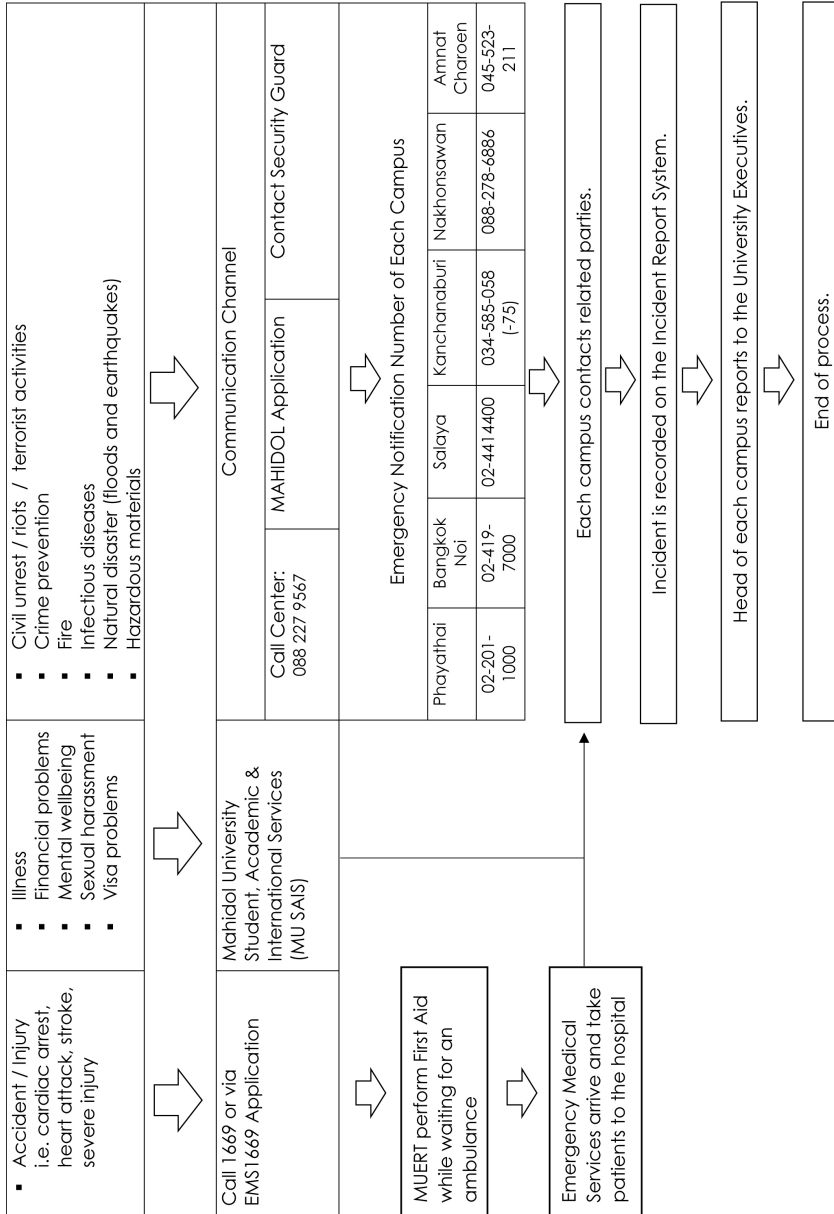 ▪ Accident / Injury
i.e. cardiac arrest,
heart attack, stroke,
severe injury
▪ Illness
▪ Financial problems
▪ Mental wellbeing
▪ Sexual harassment
▪ Visa problems
▪ Civil unrest / riots / terrorist activities
▪ Crime prevention
▪ Fire
▪ Infectious diseases
▪ Natural disaster (floods and earthquakes)
▪ Hazardous materials
Call 1669 or via
EMS1669 Application
Mahidol University
Student, Academic &
International Services
(MU SAIS)
Communication Channel
Call Center:
088 227 9567
MAHIDOL Application
Contact Security Guard
MUERT perform First Aid
while waiting for an
ambulance
Emergency Medical
Services arrive and take
patients to the hospital
Emergency Notification Number of Each Campus
Phayathai
Bangkok
Noi
Salaya
Kanchanaburi
Nakhonsawan
Amnat
Charoen
02-201-
1000
02-419-
7000
02-4414400
034-585-058
(-75)
088-278-6886
045-523-
211
Each campus contacts related parties.
Incident is recorded on the Incident Report System.
Head of each campus reports to the University Executives.
End of process.